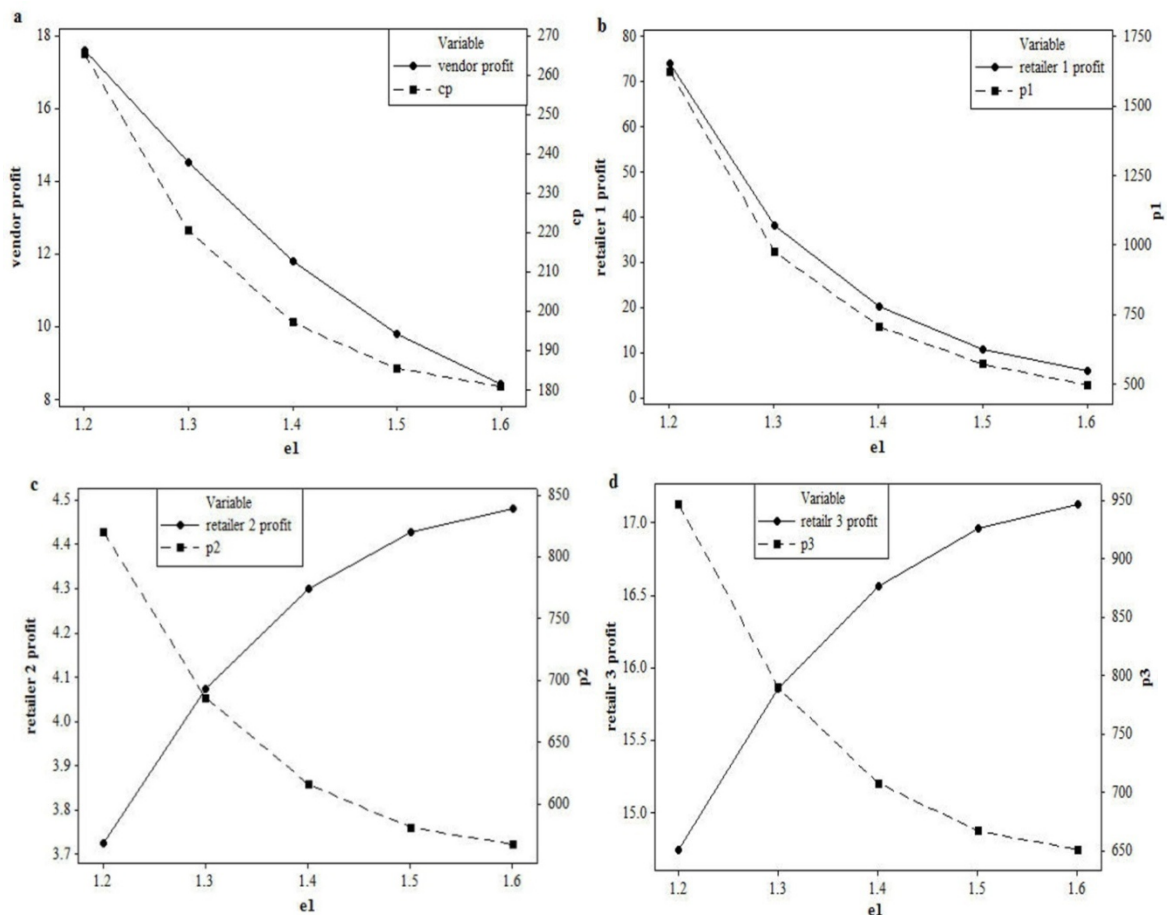 a
Variable
vendor profit
cp
18
16
14
12
10
8
vendor profit
270
260
240
220
210
200
190
180
cp
1.2 1.3 1.4 1.5 1.6
e1
b
Variable
retailer 1 profit
p1
80
70
60
50
40
30
20
10
0
retailer 1 profit
1750
1500
1250
1000
750
500
p1
1.2 1.3 1.4 1.5 1.6
e1
c
Variable
retailer 2 profit
p2
4.5
4.4
4.3
4.2
4.1
4.0
3.9
3.8
3.7
retailer 2 profit
850
800
750
700
650
600
p2
1.2 1.3 1.4 1.5 1.6
e1
d
Variable
retailr 3 profit
p3
17.0
16.5
16.0
15.5
15.0
retailr 3 profit
950
900
850
800
750
700
650
p3
1.2 1.3 1.4 1.5 1.6
e1